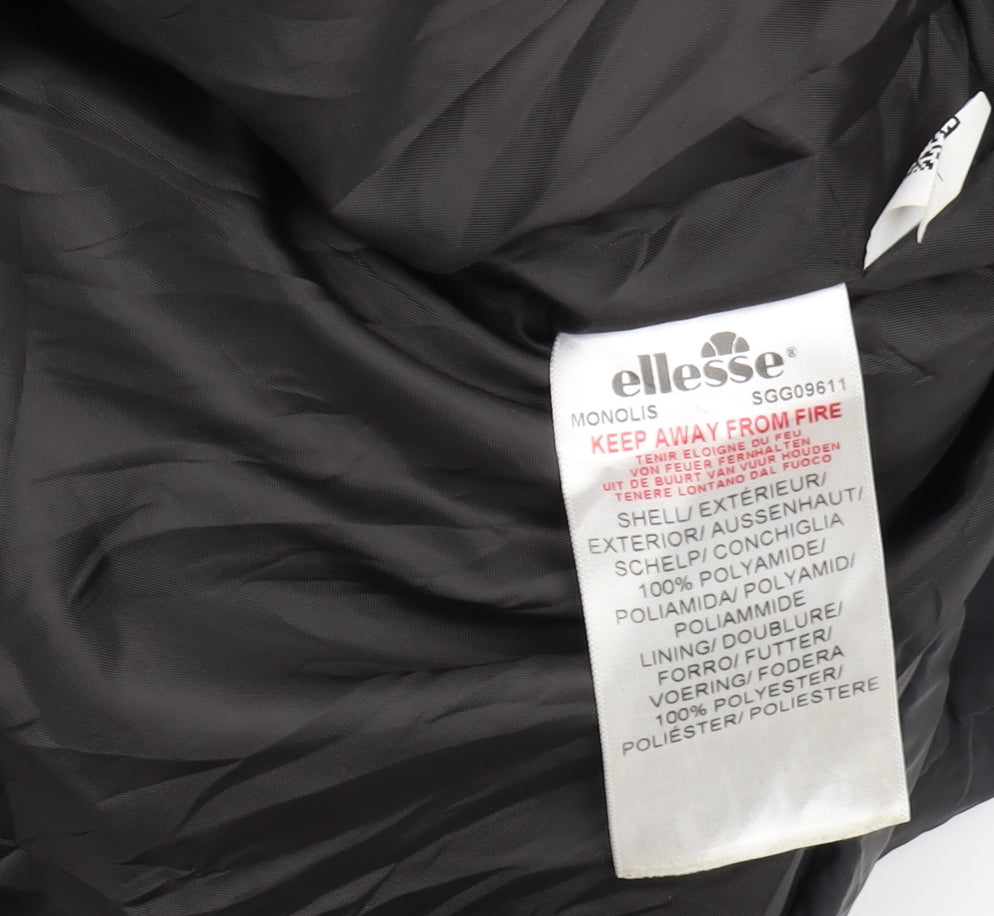 ellesse®
MONOLIS SGG09611
KEEP AWAY FROM FIRE
TENIR ELOIGNE DU FEU
VON FEUER FERNHALTEN
UIT DE BUURT VAN VUUR HOUDEN
TENERE LONTANO DAL FUOCO
SHELL/ EXTÉRIEUR/
EXTERIOR/ AUSSENHAUT/
SCHELP/ CONCHIGLIA
100% POLYAMIDE/
POLIAMIDA/ POLYAMID/
POLIAMMIDE
LINING/ DOUBLURE/
FORRO/ FUTTER/
VOERING/ FODERA
100% POLYESTER/
POLIÉSTER/ POLIESTERE